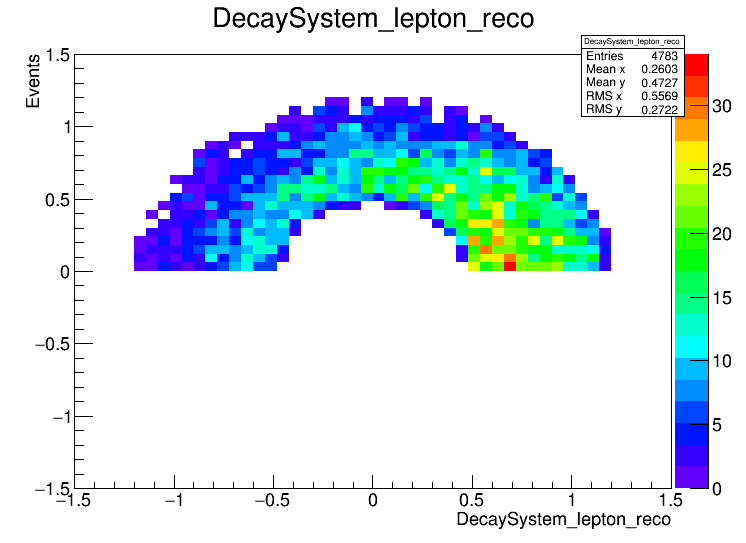 DecaySystem_lepton_reco
DecaySystem_lepton_reco
Entries 4783
Mean x 0.2603
Mean y 0.4727
RMS x 0.5569
RMS y 0.2722
Events
1.5
1
0.5
0
−0.5
−1
−1.5
−1.5 −1 −0.5 0 0.5 1 1.5
DecaySystem_lepton_reco
30
25
20
15
10
5
0